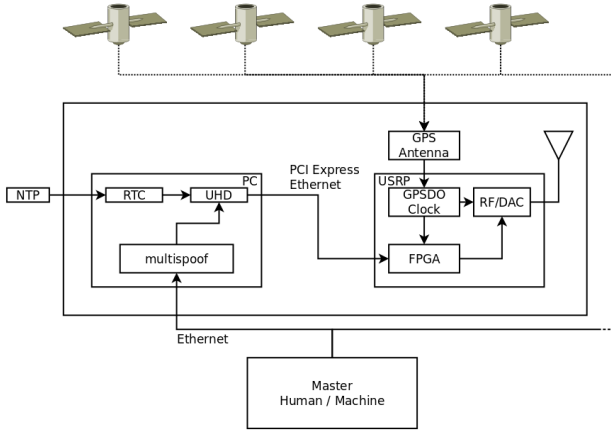 GPS
Antenna
PCI Express
Ethernet
PC
USRP
NTP
RTC
UHD
GPSDO
Clock
RF/DAC
multispoof
FPGA
Ethernet
Master
Human / Machine